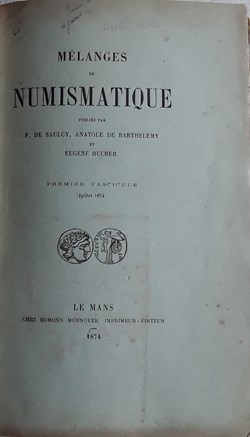 MÉLANGES
DE
NUMISMATIQUE
PUBLIÉS PAR
F. DE SAULCY, ANATOLE DE BARTHÉLEMY
ET
EUGÈNE HUCHER.
PREMIER FASCICULE
(Juillet 1874
LE MANS
CHEZ EDMOND MONNOYER, IMPRIMEUR-ÉDITEUR
1874